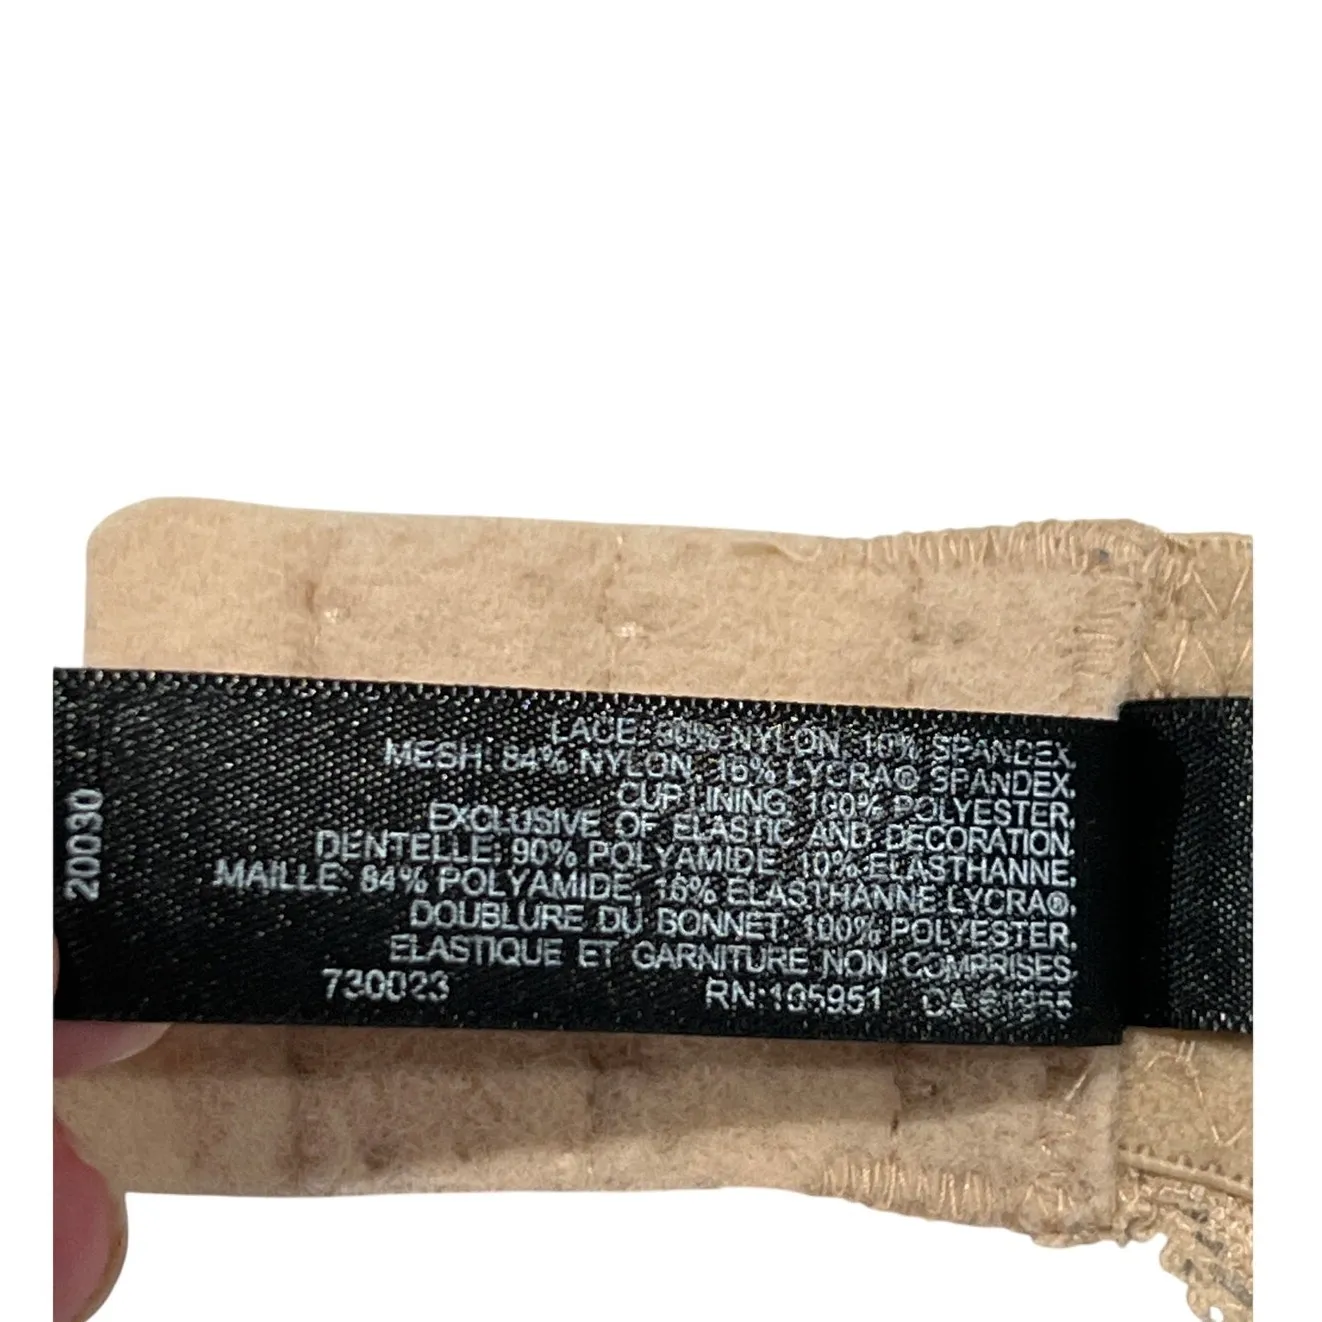 LACE: 90% NYLON, 10% SPANDEX,
MESH: 84% NYLON, 16% LYCRA® SPANDEX,
CUP LINING: 100% POLYESTER,
EXCLUSIVE OF ELASTIC AND DECORATION.
DENTELLE: 90% POLYAMIDE, 10% ELASTHANNE,
MAILLE: 84% POLYAMIDE, 16% ELASTHANNE LYCRA®,
DOUBLURE DU BONNET: 100% POLYESTER,
ELASTIQUE ET GARNITURE NON COMPRISES.
730023 RN:105951 CA
20030